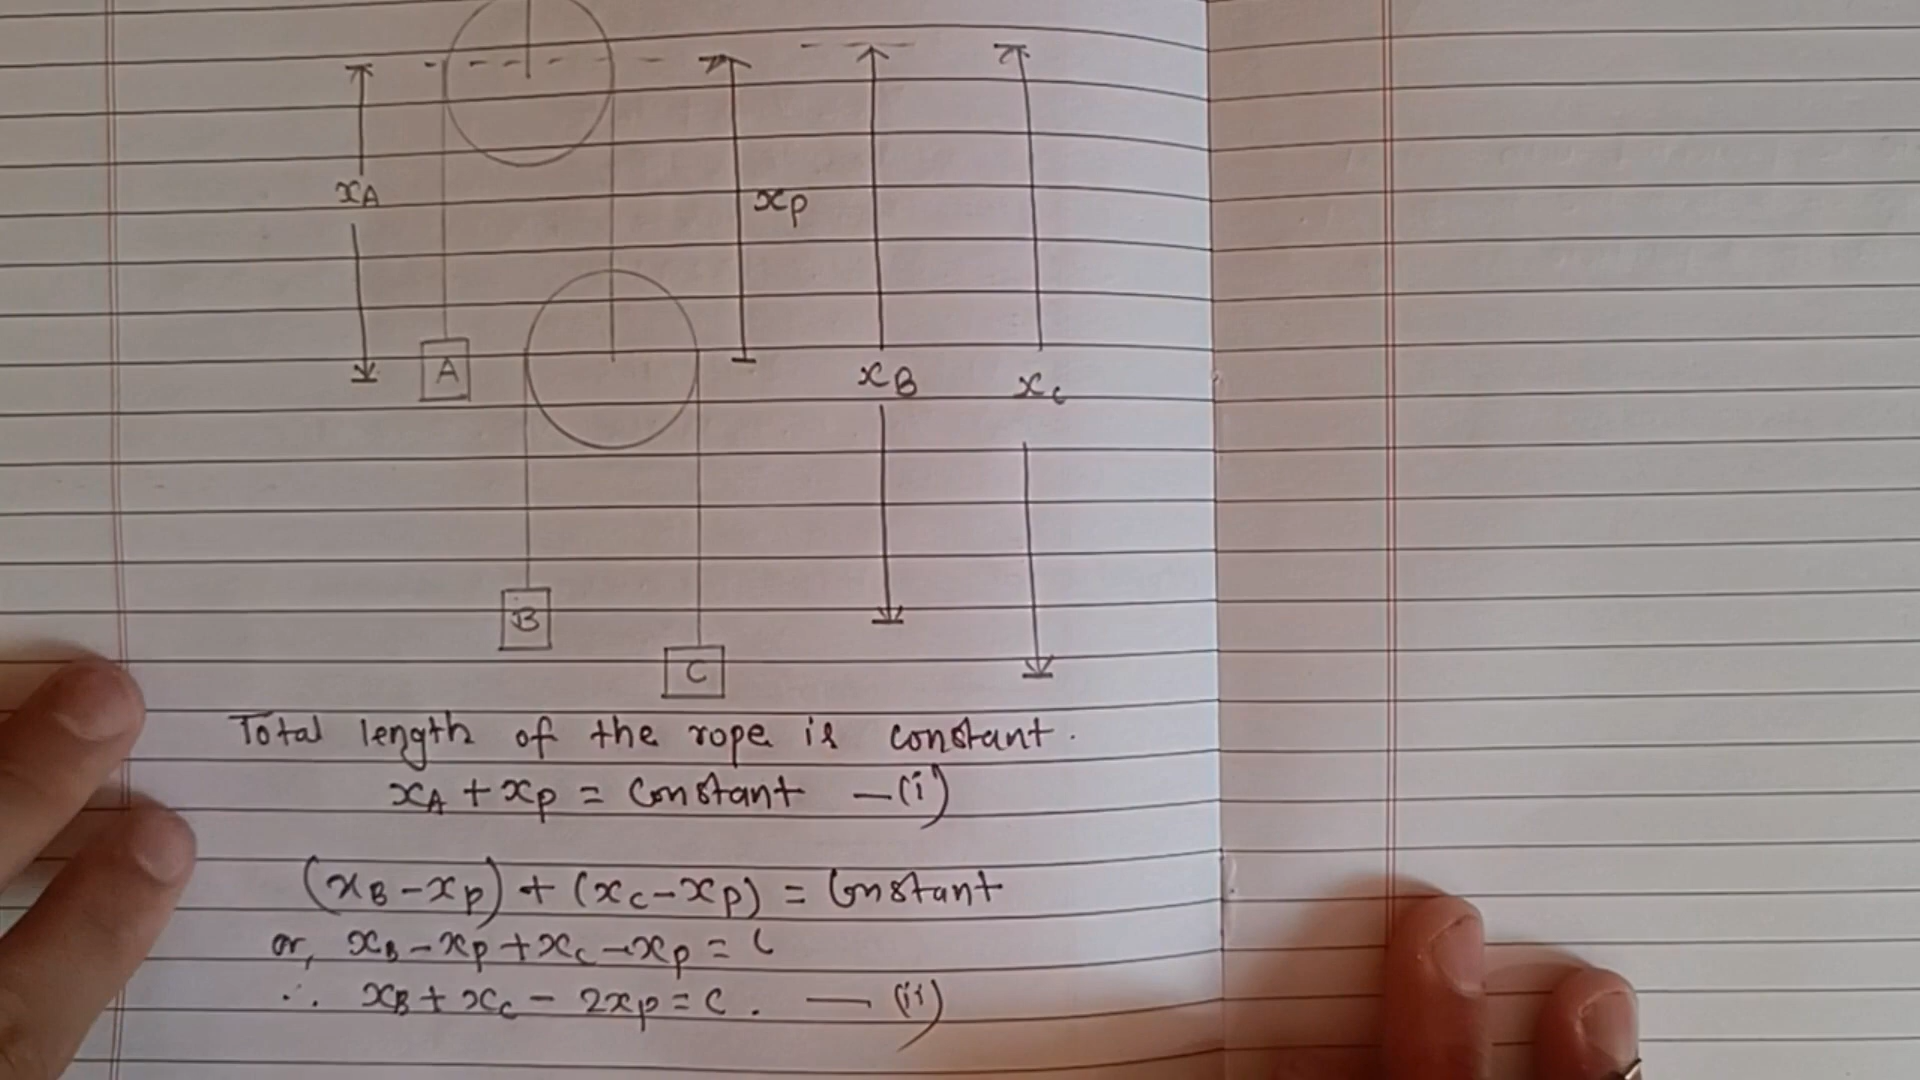 xA
xp
A
xB
xc
B
C
Total length of the rope is constant.
xA + xp = Constant — (i)
(xB - xp) + (xc - xp) = Constant
or, xB - xp + xc - xp = C
∴ xB + xc - 2xp = C. — (ii)